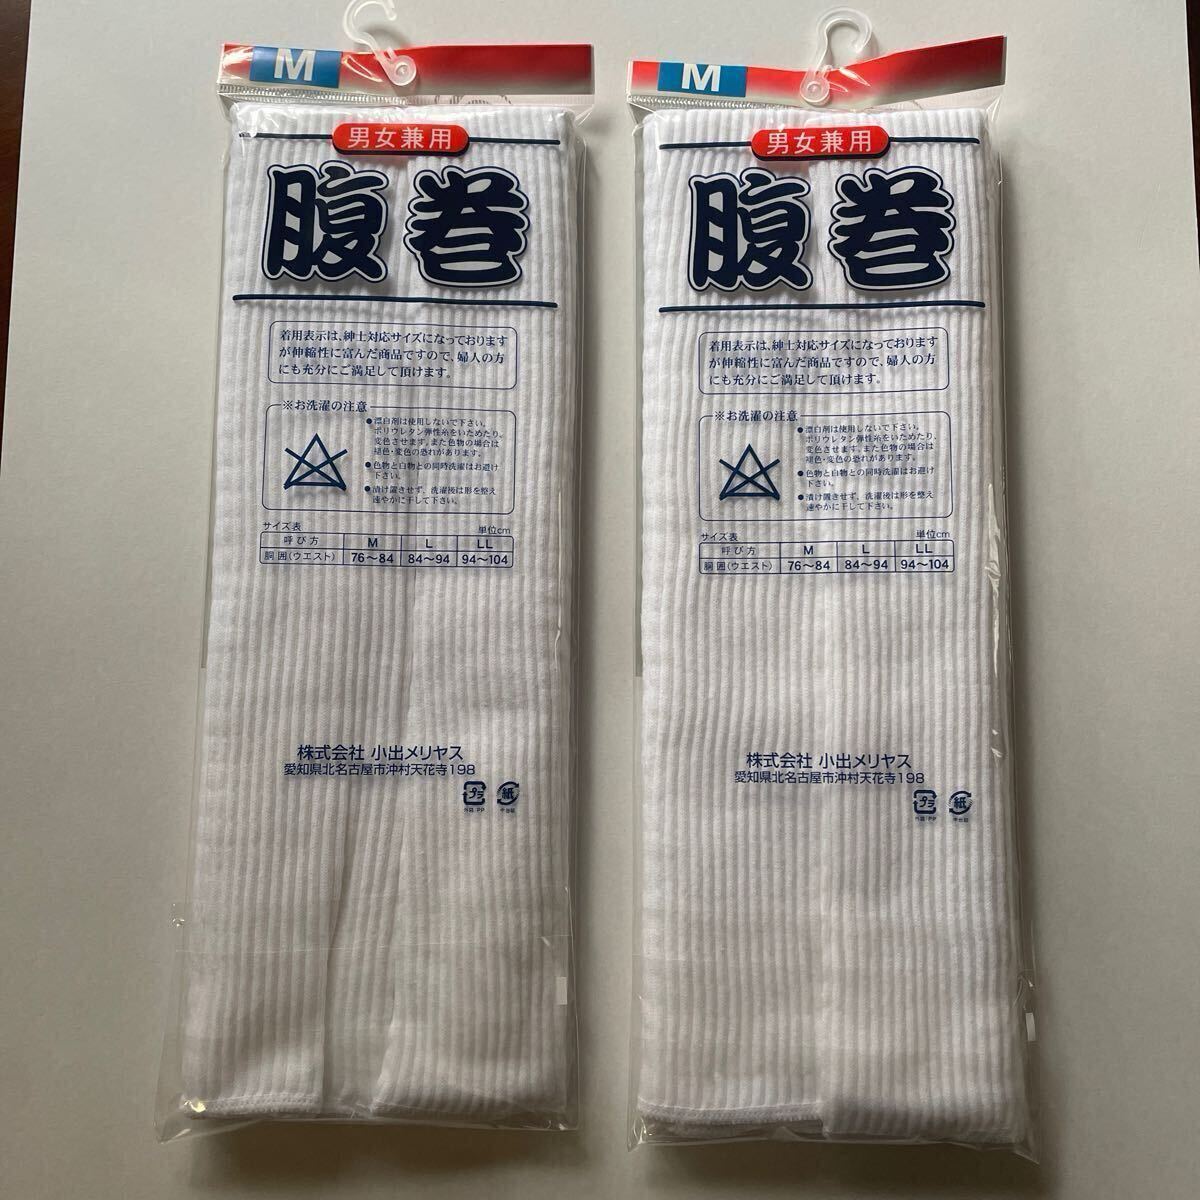 M
男女兼用
腹巻
着用表示は、紳士対応サイズになっております
が伸縮性に富んだ商品ですので、婦人の方
にも充分にご満足して頂けます。
※お洗濯の注意
●漂白剤は使用しないで下さい。
ポリウレタン弾性糸をいためたり、
変色させます。また色物の場合は
褪色・変色の恐れがあります。
●色物と白物との同時洗濯はお避け
下さい。
●漬け置きせず、洗濯後は形を整え
速やかに干して下さい。
サイズ表 単位cm
呼び方 M L LL
胴囲(ウエスト) 76～84 84～94 94～104
株式会社 小出メリヤス
愛知県北名古屋市沖村天花寺198
プラ 紙
外袋:PP 中台紙
M
男女兼用
腹巻
着用表示は、紳士対応サイズになっております
が伸縮性に富んだ商品ですので、婦人の方
にも充分にご満足して頂けます。
※お洗濯の注意
●漂白剤は使用しないで下さい。
ポリウレタン弾性糸をいためたり、
変色させます。また色物の場合は
褪色・変色の恐れがあります。
●色物と白物との同時洗濯はお避け
下さい。
●漬け置きせず、洗濯後は形を整え
速やかに干して下さい。
サイズ表 単位cm
呼び方 M L LL
胴囲(ウエスト) 76～84 84～94 94～104
株式会社 小出メリヤス
愛知県北名古屋市沖村天花寺198
プラ 紙
外袋:PP 中台紙